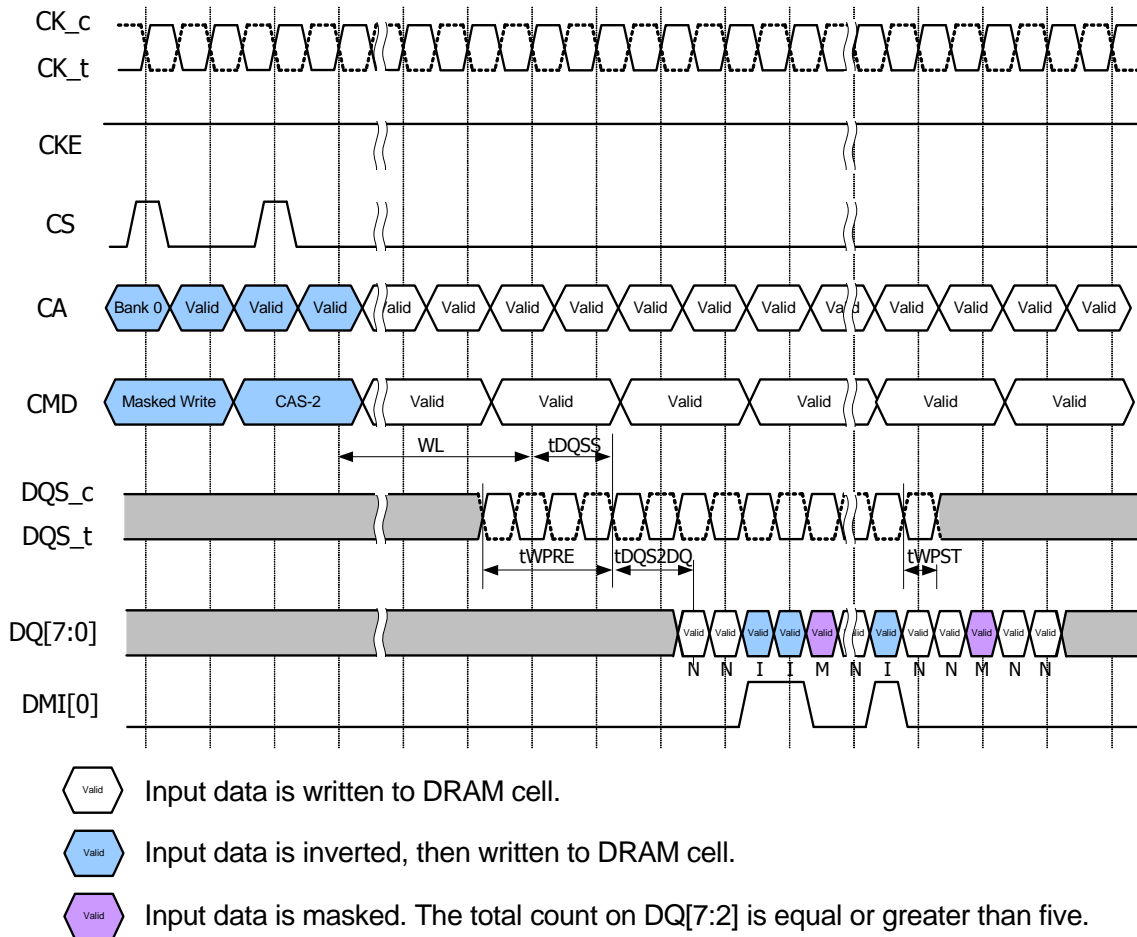 CK_c
CK_t
CKE
CS
CA Bank 0 Valid Valid Valid Valid Valid Valid Valid Valid Valid Valid Valid Valid Valid Valid Valid
CMD Masked Write CAS-2 Valid Valid Valid Valid Valid Valid
WL tDQSS
DQS_c
DQS_t
tWPRE tDQS2DQ tWPST
DQ[7:0] Valid Valid Valid Valid Valid Valid Valid Valid Valid Valid Valid Valid
N N I I M N I N N M N N
DMI[0]
Valid Input data is written to DRAM cell.
Valid Input data is inverted, then written to DRAM cell.
Valid Input data is masked. The total count on DQ[7:2] is equal or greater than five.